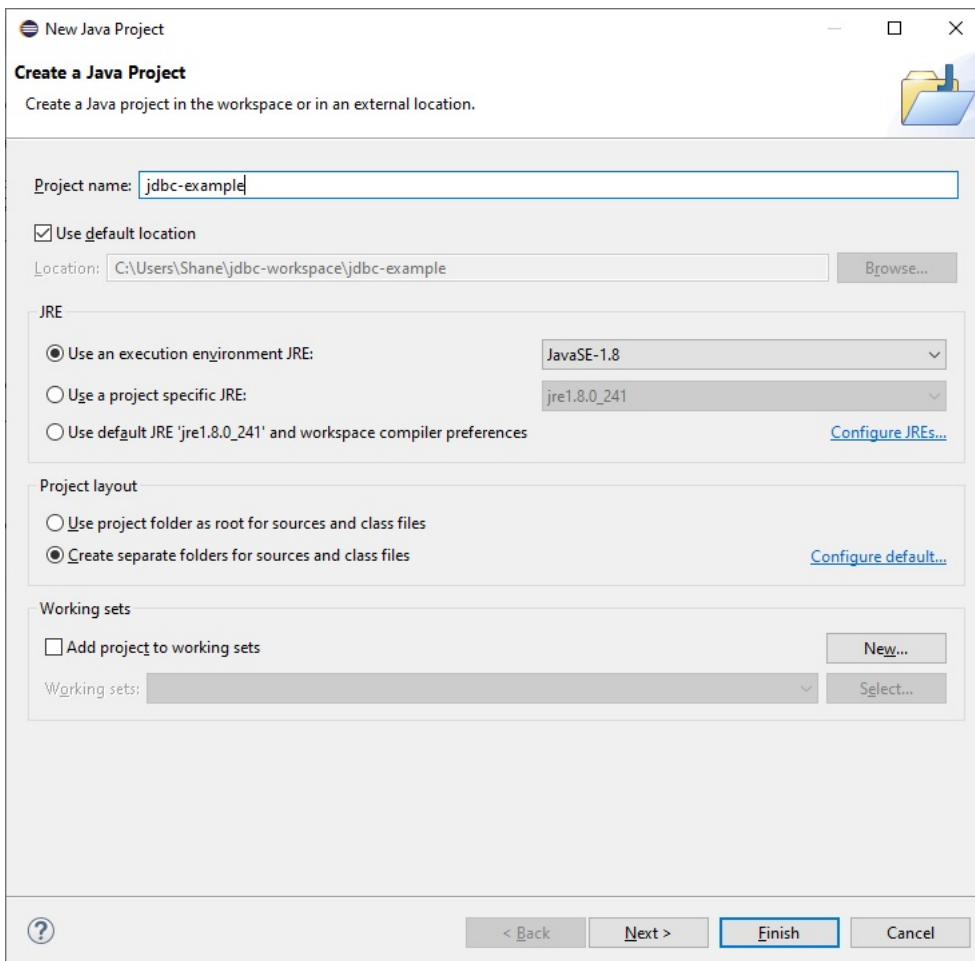 New Java Project
Create a Java Project
Create a Java project in the workspace or in an external location.
Project name: jdbc-example
Use default location
Location: C:\Users\Shane\jdbc-workspace\jdbc-example Browse...
JRE
Use an execution environment JRE: JavaSE-1.8
Use a project specific JRE: jre1.8.0_241
Use default JRE 'jre1.8.0_241' and workspace compiler preferences Configure JREs...
Project layout
Use project folder as root for sources and class files
Create separate folders for sources and class files Configure default...
Working sets
Add project to working sets New...
Working sets: Select...
? < Back Next > Finish Cancel